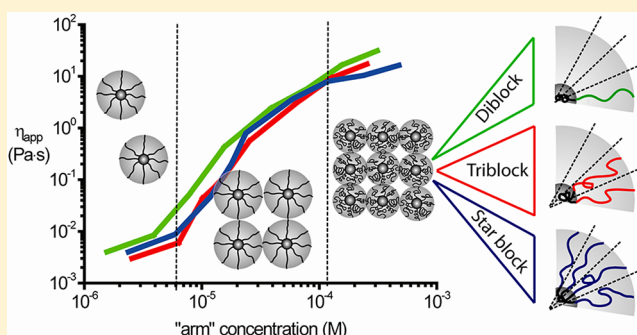 10²
10¹
10⁰
10⁻¹
10⁻²
10⁻³
ηapp
(Pa·s)
10⁻⁶
10⁻⁵
10⁻⁴
10⁻³
"arm" concentration (M)
Diblock
Triblock
Star block